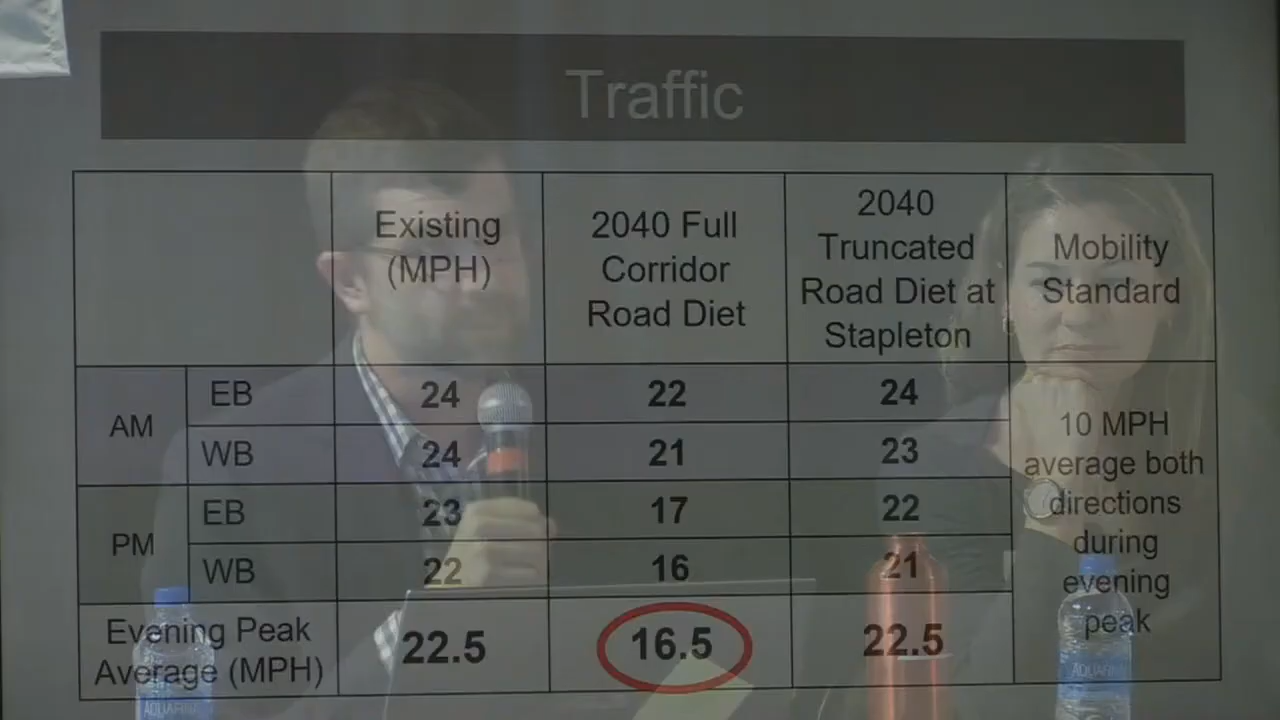 Traffic
Existing
(MPH)
2040 Full
Corridor
Road Diet
2040
Truncated
Road Diet at
Stapleton
Mobility
Standard
AM
EB
24
22
24
WB
24
21
23
PM
EB
23
17
22
WB
22
16
21
10 MPH
average both
directions
during
evening
peak
Evening Peak
Average (MPH)
22.5
16.5
22.5
AQUAFINA
AQUAFINA